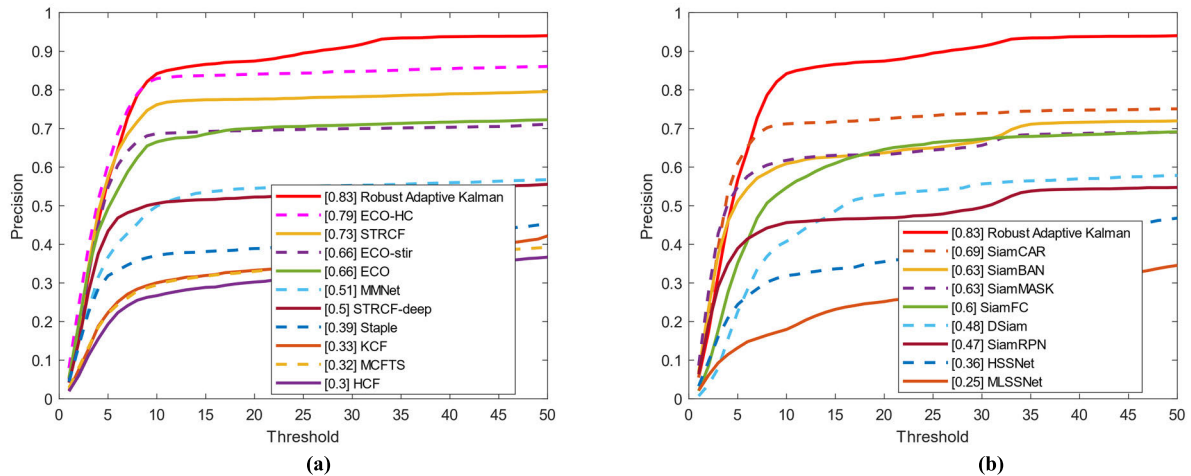 1
0.9
0.8
0.7
0.6
0.5
0.4
0.3
0.2
0.1
0
Precision
[0.83] Robust Adaptive Kalman
[0.79] ECO-HC
[0.73] STRCF
[0.66] ECO-stir
[0.66] ECO
[0.51] MMNet
[0.5] STRCF-deep
[0.39] Staple
[0.33] KCF
[0.32] MCFTS
[0.3] HCF
0 5 10 15 20 25 30 35 40 45 50
Threshold
(a)
1
0.9
0.8
0.7
0.6
0.5
0.4
0.3
0.2
0.1
0
Precision
[0.83] Robust Adaptive Kalman
[0.69] SiamCAR
[0.63] SiamBAN
[0.63] SiamMASK
[0.6] SiamFC
[0.48] DSiam
[0.47] SiamRPN
[0.36] HSSNet
[0.25] MLSSNet
0 5 10 15 20 25 30 35 40 45 50
Threshold
(b)